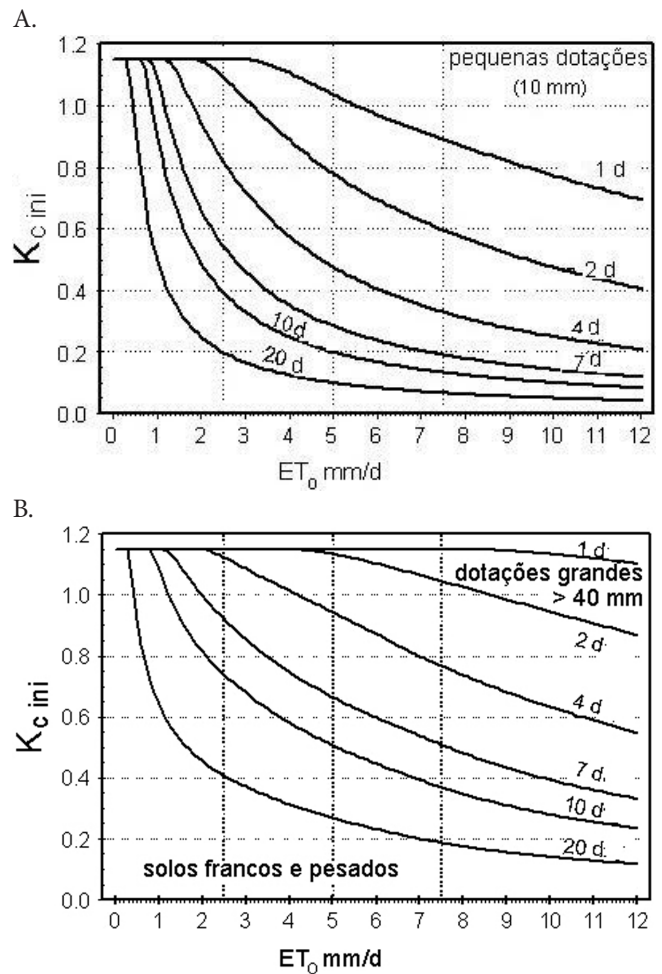 A.
1.2
1.0
0.8
0.6
0.4
0.2
0.0
K c ini
pequenas dotações
(10 mm)
1 d
2 d
4 d
7 d
10 d
20 d
0 1 2 3 4 5 6 7 8 9 10 11 12
ET₀ mm/d
B.
1.2
1.0
0.8
0.6
0.4
0.2
0.0
K c ini
1 d
dotações grandes
> 40 mm
2 d
4 d
7 d
10 d
20 d
solos francos e pesados
0 1 2 3 4 5 6 7 8 9 10 11 12
ET₀ mm/d